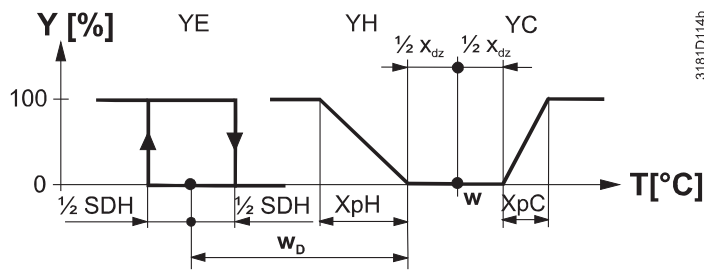 Y [%]
YE
YH
YC
½ xdz
½ xdz
3181D114b
100
0
w
T[°C]
½ SDH
½ SDH
XpH
XpC
wD